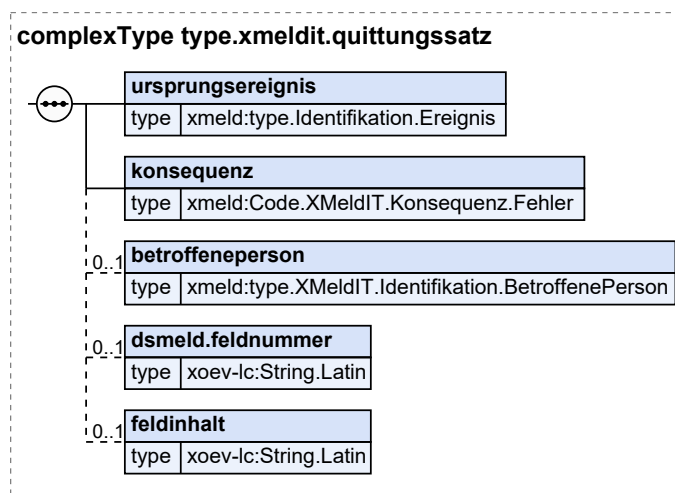 complexType type.xmeldit.quittungssatz
ursprungsereignis
type xmeld:type.Identifikation.Ereignis
konsequenz
type xmeld:Code.XMeldIT.Konsequenz.Fehler
0..1 betroffeneperson
type xmeld:type.XMeldIT.Identifikation.BetroffenePerson
0..1 dsmeld.feldnummer
type xoev-lc:String.Latin
0..1 feldinhalt
type xoev-lc:String.Latin